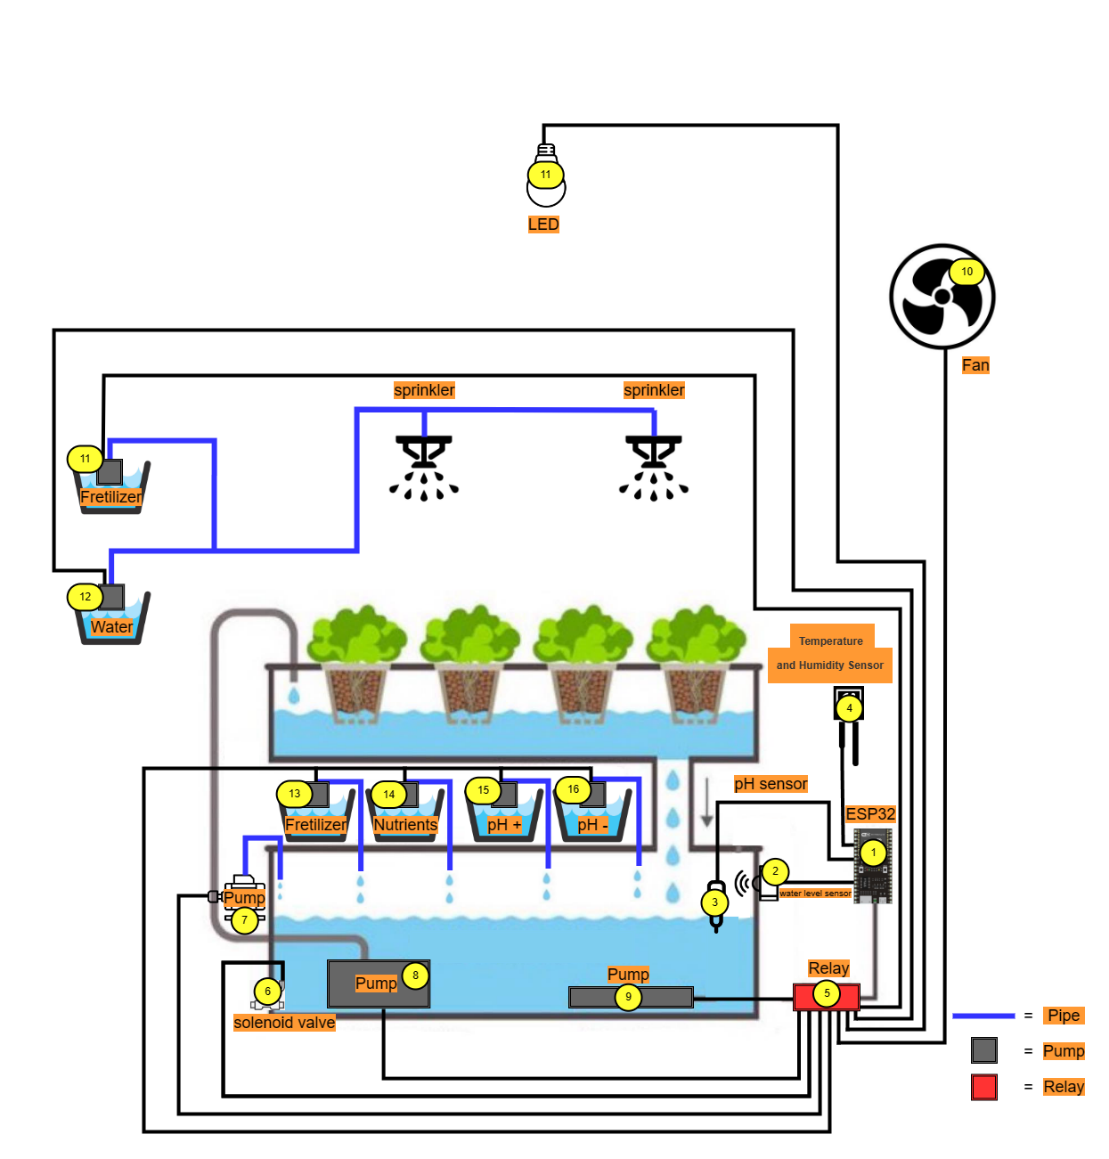 11
LED
10
Fan
sprinkler
sprinkler
11
Fretilizer
12
Water
Temperature
and Humidity Sensor
4
pH sensor
ESP32
1
13
14
15
16
Fretilizer
Nutrients
pH +
pH -
2
water level sensor
3
Pump
7
Relay
5
Pump
8
Pump
9
6
solenoid valve
= Pipe
= Pump
= Relay